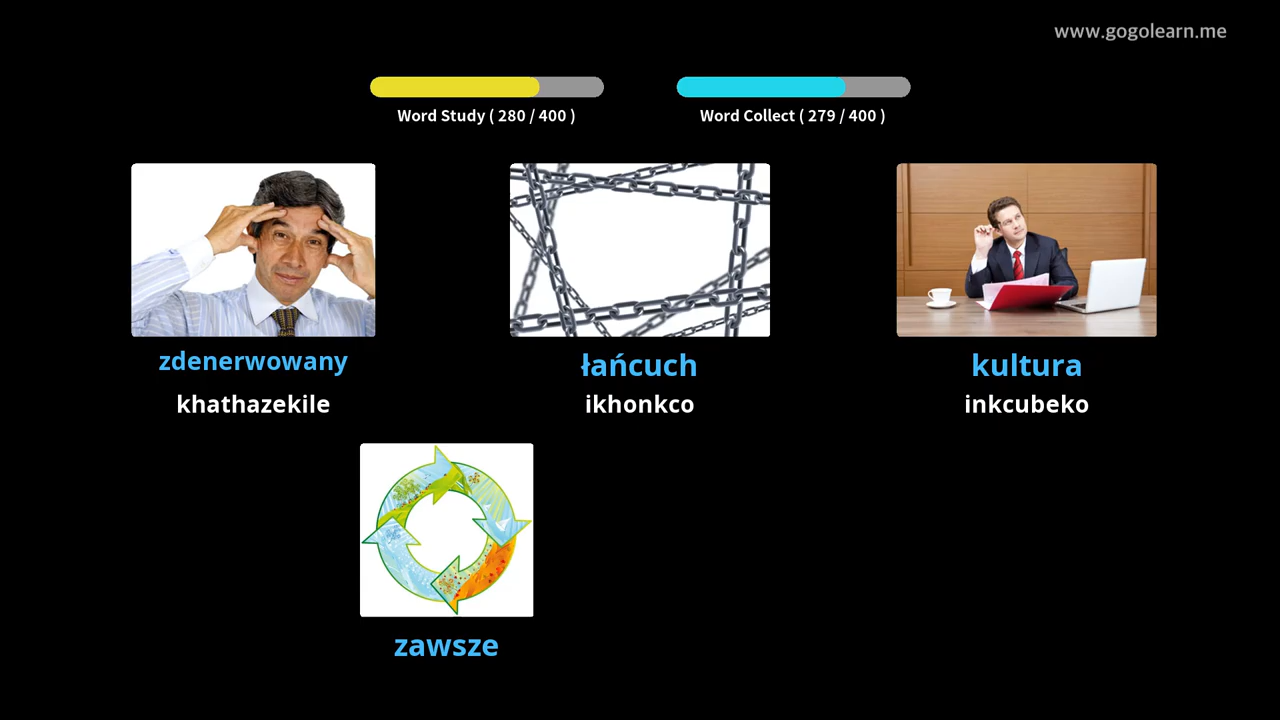 www.gogolearn.me
Word Study ( 280 / 400 )
Word Collect ( 279 / 400 )
zdenerwowany
khathazekile
łańcuch
ikhonkco
kultura
inkcubeko
zawsze